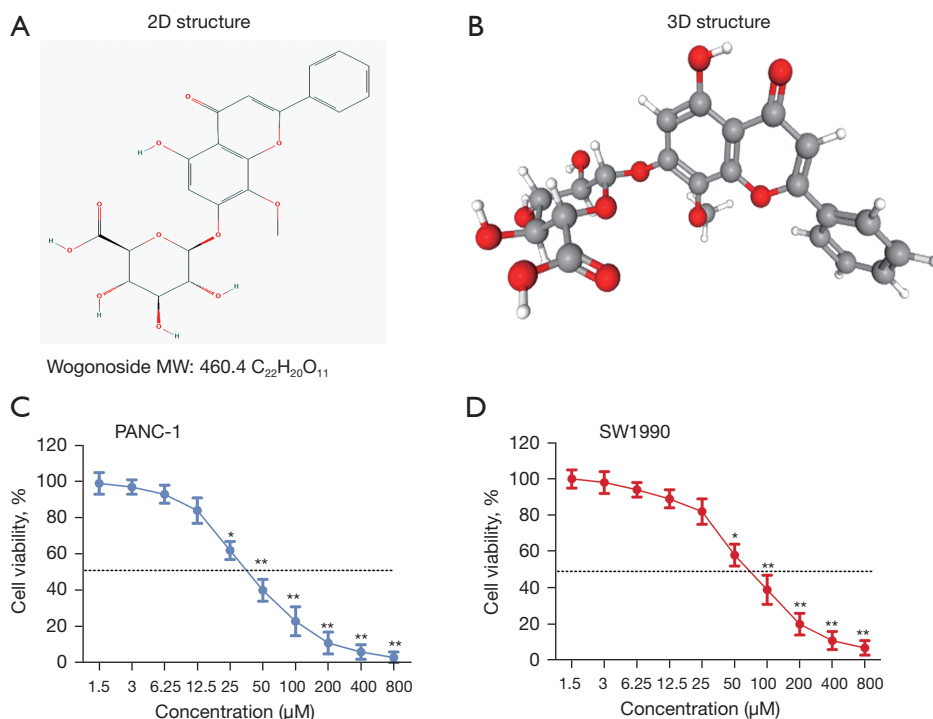 A
2D structure
B
3D structure
O
O
H
O
O
O
O
H
O
O
O
O
H
O
H
O
H
Wogonoside MW: 460.4 C₂₂H₂₀O₁₁
C
PANC-1
120
100
80
60
40
20
0
Cell viability, %
*
**
**
**
**
**
1.5 3 6.25 12.5 25 50 100 200 400 800
Concentration (µM)
D
SW1990
120
100
80
60
40
20
0
Cell viability, %
*
**
**
**
**
1.5 3 6.25 12.5 25 50 100 200 400 800
Concentration (µM)